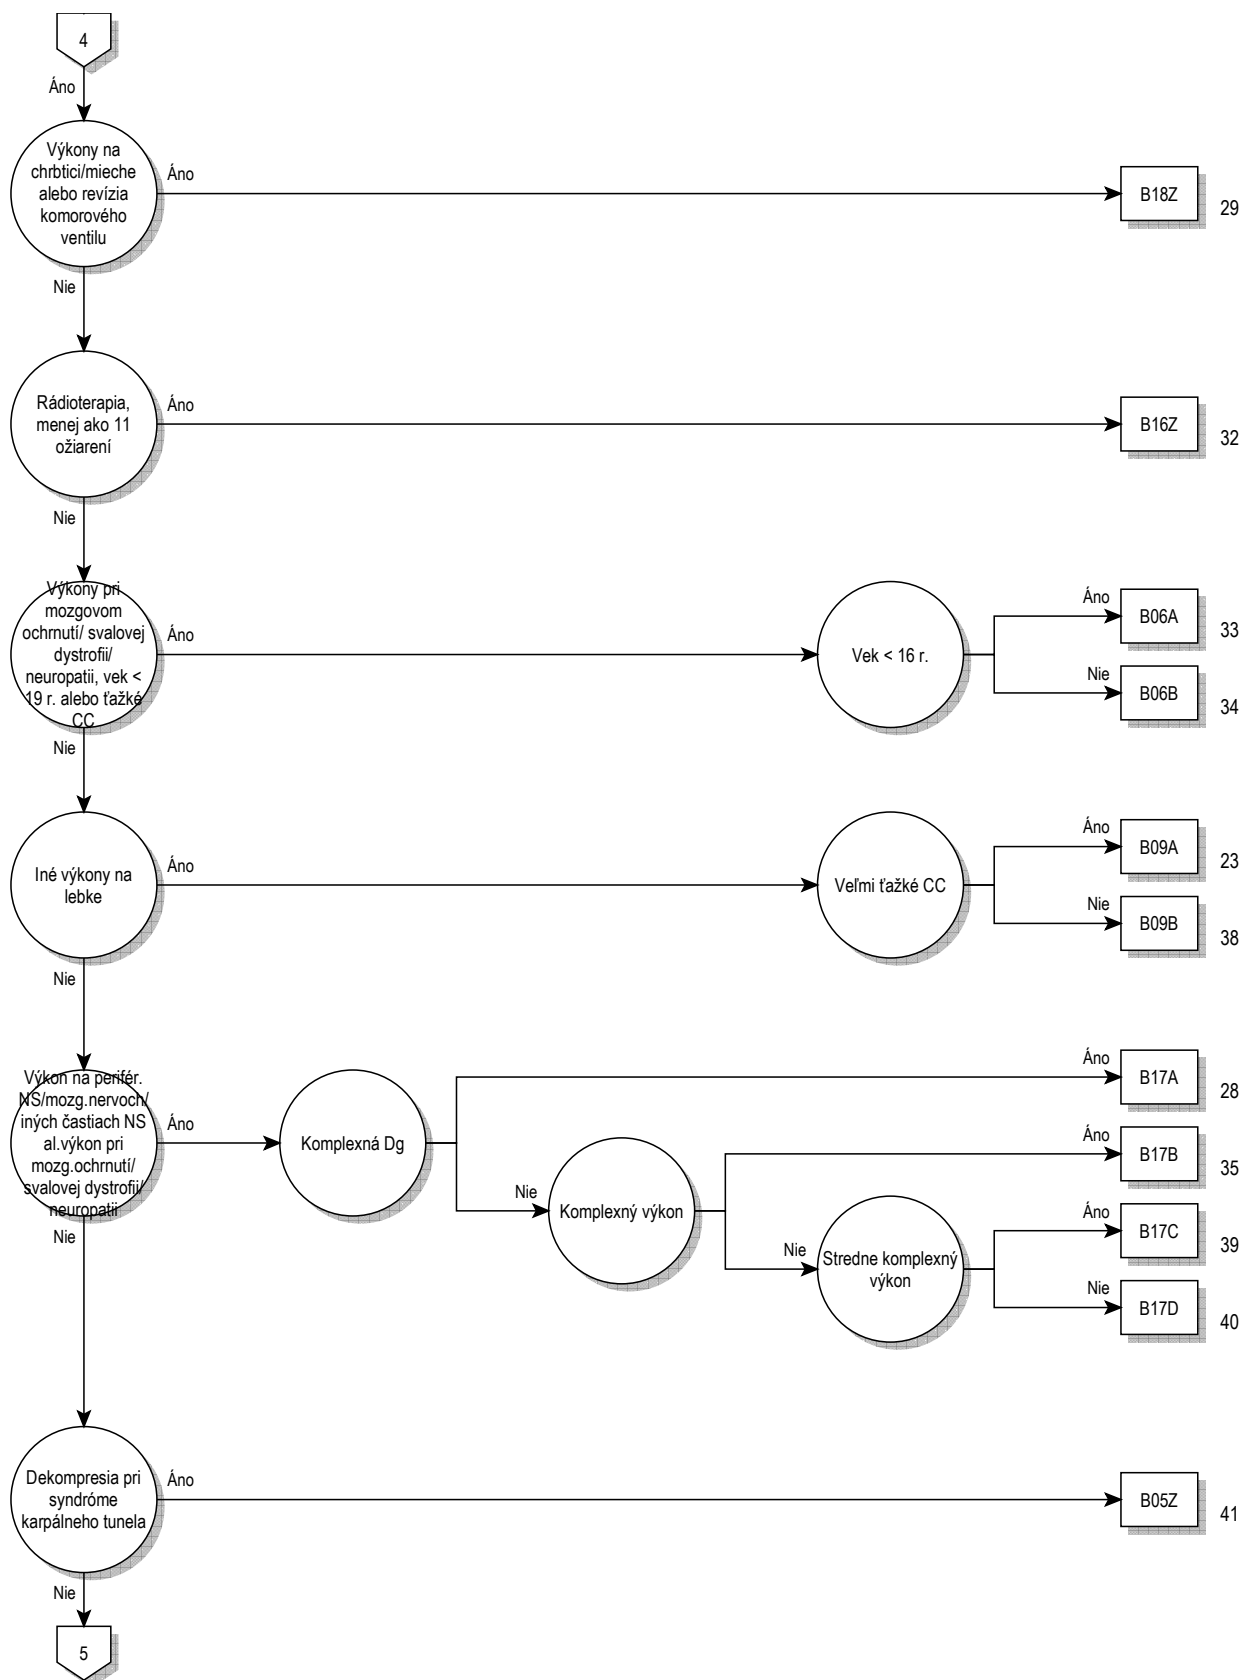 4
Áno
Výkony na
chrbtici/mieche
alebo revízia
komorového
ventilu
Áno
B18Z
29
Nie
Rádioterapia,
menej ako 11
ožiarení
Áno
B16Z
32
Nie
Výkony pri
mozgovom
ochrnutí/ svalovej
dystrofii/
neuropatii, vek <
19 r. alebo ťažké
CC
Áno
Vek < 16 r.
Áno
B06A
33
Nie
B06B
34
Nie
Iné výkony na
lebke
Áno
Veľmi ťažké CC
Áno
B09A
23
Nie
B09B
38
Nie
Výkon na perifér.
NS/mozg.nervoch/
iných častiach NS
al.výkon pri
mozg.ochrnutí/
svalovej dystrofii/
neuropatii
Áno
Komplexná Dg
Áno
B17A
28
Nie
Komplexný výkon
Áno
B17B
35
Nie
Stredne komplexný
výkon
Áno
B17C
39
Nie
B17D
40
Nie
Dekompresia pri
syndróme
karpálneho tunela
Áno
B05Z
41
Nie
5